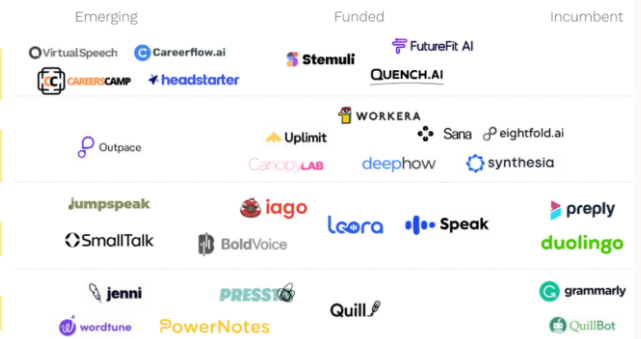 Emerging Funded Incumbent
VirtualSpeech Careerflow.ai FutureFit AI
Stemuli
CAREERSCAMP headstarter QUENCH.AI
WORKERA
Uplimit Sana eightfold.ai
Outpace
CanopyLAB deephow synthesia
Jumpspeak iago preply
Loora Speak
SmallTalk BoldVoice duolingo
jenni PRESSTO grammarly
Quill
wordtune PowerNotes QuillBot